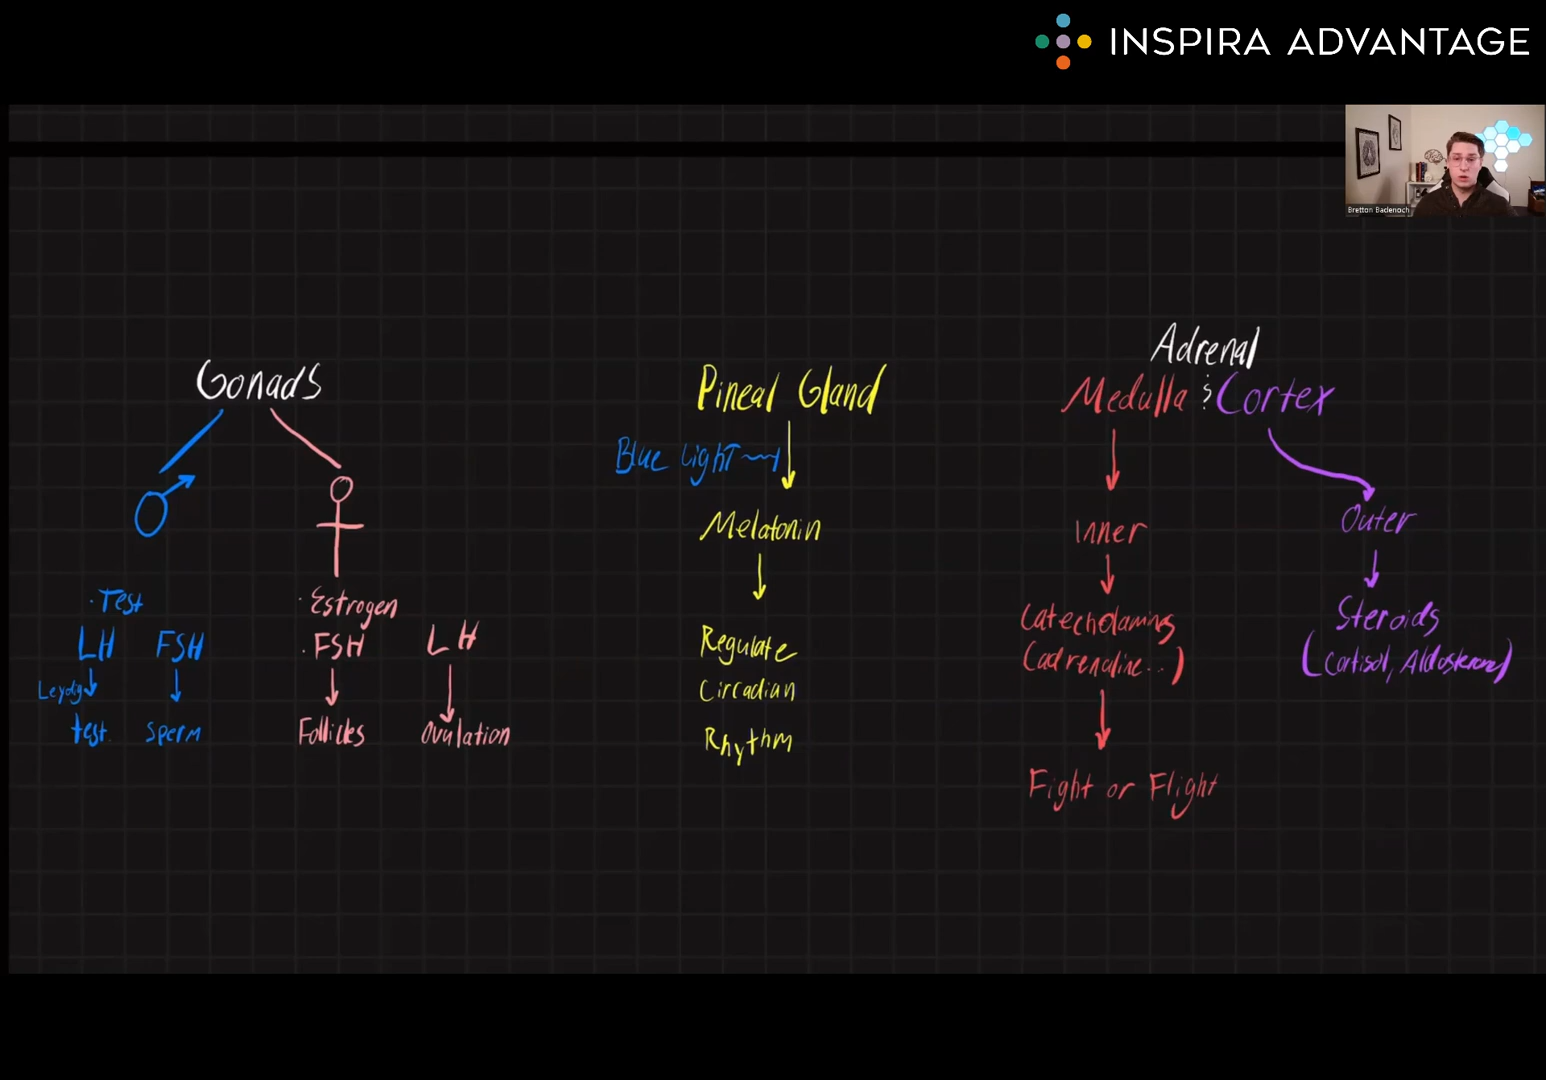 INSPIRA ADVANTAGE
Bretton Badenoch
Gonads
· Test
LH FSH
Leydig
test. sperm
· Estrogen
· FSH LH
Follicles Ovulation
Pineal Gland
Blue Light
Melatonin
Regulate
Circadian
Rhythm
Adrenal
Medulla & Cortex
Inner
Catecholamines
(adrenaline...)
Fight or Flight
Outer
Steroids
(Cortisol, Aldosterone)